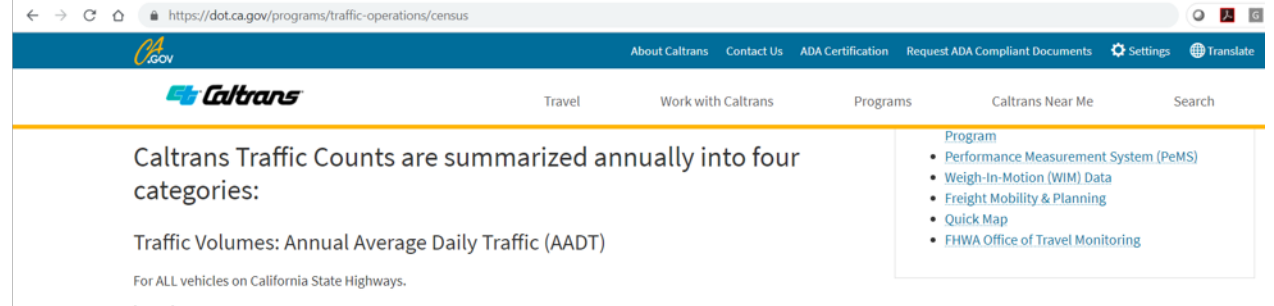 https://dot.ca.gov/programs/traffic-operations/census
CA.GOV
About Caltrans Contact Us ADA Certification Request ADA Compliant Documents Settings Translate
Caltrans
Travel Work with Caltrans Programs Caltrans Near Me Search
Caltrans Traffic Counts are summarized annually into four
categories:
Traffic Volumes: Annual Average Daily Traffic (AADT)
For ALL vehicles on California State Highways.
Program
Performance Measurement System (PeMS)
Weigh-In-Motion (WIM) Data
Freight Mobility & Planning
Quick Map
FHWA Office of Travel Monitoring